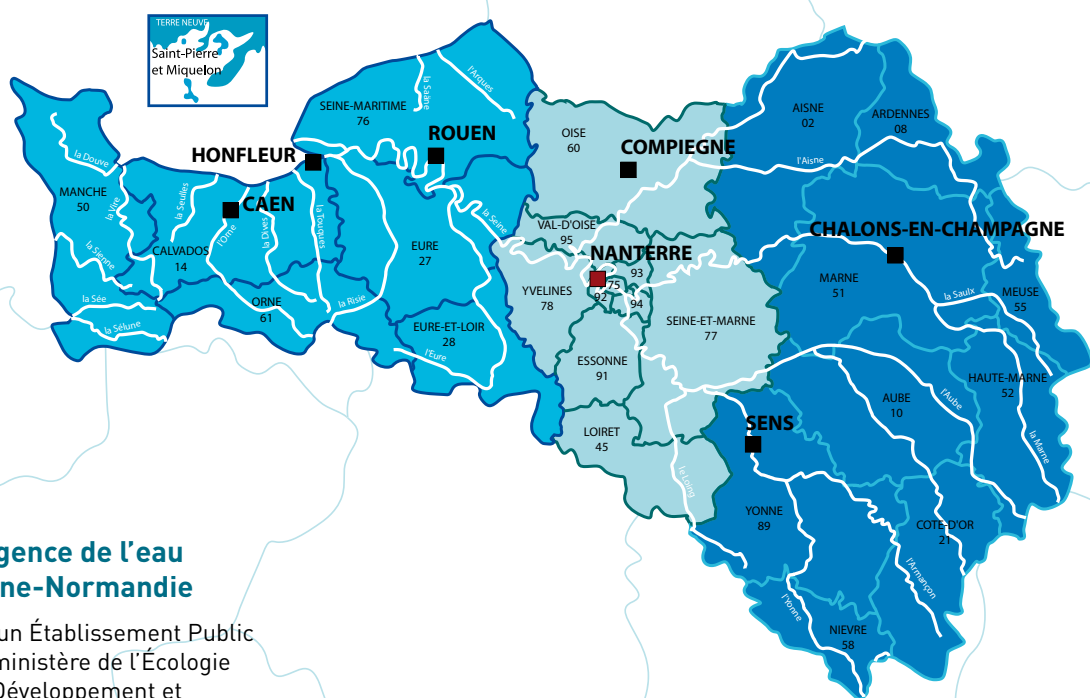 TERRE NEUVE
Saint-Pierre
et Miquelon
la Saâne
l'Arques
SEINE-MARITIME
76
ROUEN
HONFLEUR
la Douve
MANCHE
50
la Vire
la Seulles
CAEN
l'Orne
la Dives
la Touques
la Sienne
CALVADOS
14
la Sée
la Sélune
ORNE
61
la Risle
EURE
27
la Seine
EURE-ET-LOIR
28
l'Eure
OISE
60
COMPIEGNE
VAL-D'OISE
95
NANTERRE
93
75
92
94
YVELINES
78
SEINE-ET-MARNE
77
ESSONNE
91
LOIRET
45
le Loing
AISNE
02
ARDENNES
08
l'Aisne
CHALONS-EN-CHAMPAGNE
MARNE
51
la Saulx
MEUSE
55
HAUTE-MARNE
52
AUBE
10
l'Aube
la Marne
SENS
YONNE
89
COTE-D'OR
21
l'Armançon
l'Yonne
NIEVRE
58
gence de l'eau
ne-Normandie
un Établissement Public
ministère de l'Écologie
Développement et